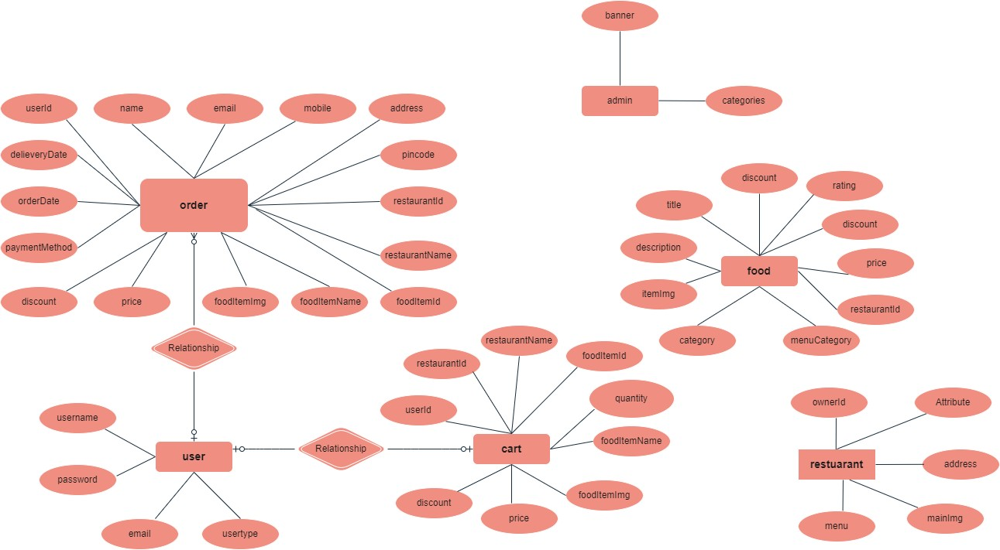 banner
admin
categories
userId
name
email
mobile
address
delieveryDate
pincode
orderDate
order
restaurantId
paymentMethod
restaurantName
discount
price
foodItemImg
foodItemName
foodItemId
Relationship
discount
rating
title
discount
description
food
price
itemImg
restaurantId
category
menuCategory
restaurantName
restaurantId
foodItemId
userId
quantity
foodItemName
Relationship
cart
discount
price
foodItemImg
username
user
password
email
usertype
ownerId
Attribute
restuarant
address
menu
mainImg